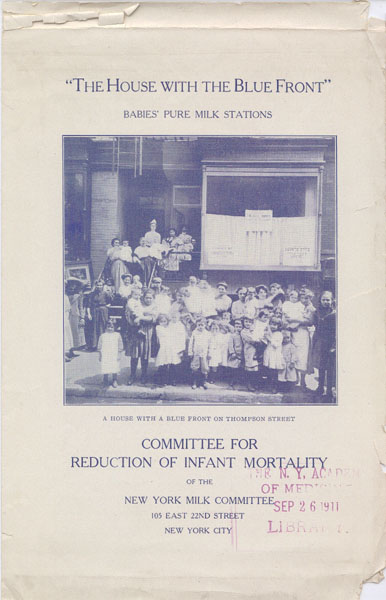 "THE HOUSE WITH THE BLUE FRONT"
BABIES' PURE MILK STATIONS
A HOUSE WITH A BLUE FRONT ON THOMPSON STREET
COMMITTEE FOR
REDUCTION OF INFANT MORTALITY
OF THE
NEW YORK MILK COMMITTEE
105 EAST 22ND STREET
NEW YORK CITY
N. Y. ACADEM
OF MEDICINE
SEP 26 1911
LIBRARY.